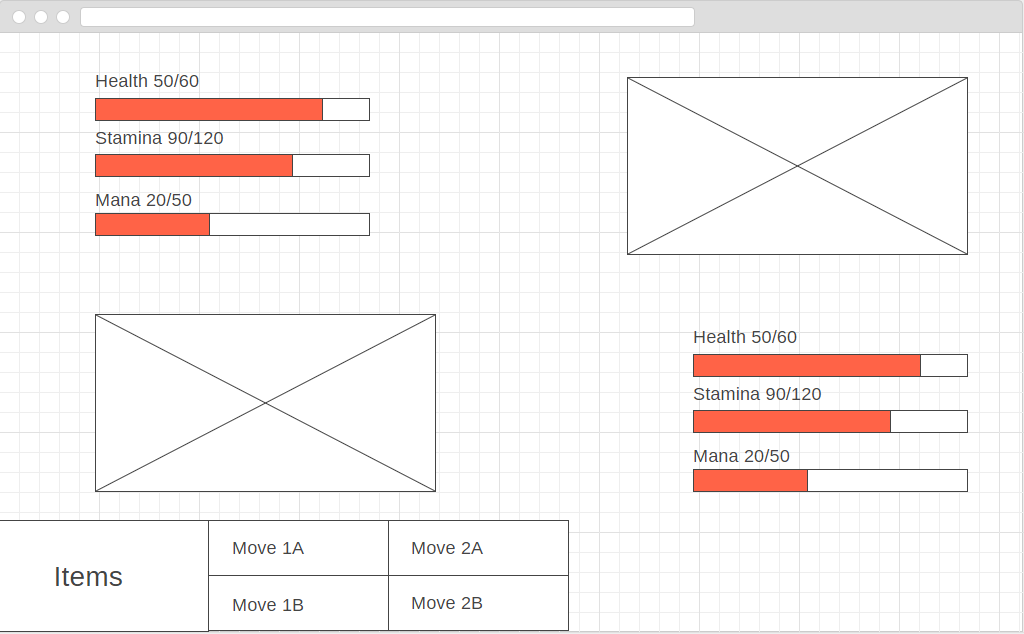 Health 50/60
Stamina 90/120
Mana 20/50
Health 50/60
Stamina 90/120
Mana 20/50
Items
Move 1A
Move 2A
Move 1B
Move 2B